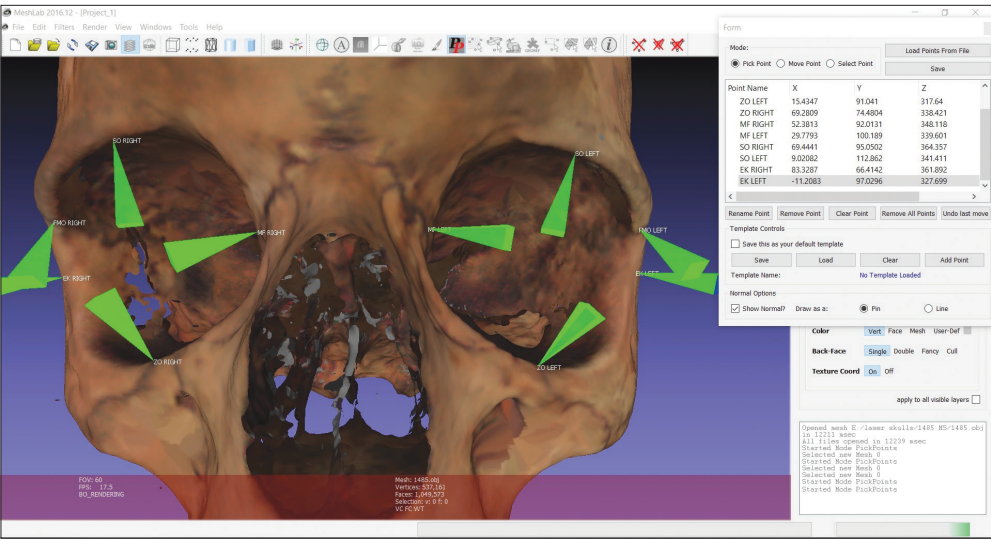 MeshLab 2016.12 - [Project_1]
File Edit Filters Render View Windows Tools Help
Form
Mode:
Pick Point Move Point Select Point
Load Points From File
Save
Point Name X Y Z
ZO LEFT 15.4347 91.041 317.64
ZO RIGHT 69.2809 74.4804 338.421
MF RIGHT 52.3813 92.0131 348.118
MF LEFT 29.7793 100.189 339.601
SO RIGHT 69.4441 95.0502 364.357
SO LEFT 9.02082 112.862 341.411
EK RIGHT 83.3287 66.4142 361.892
EK LEFT -11.2083 97.0296 327.699
Rename Point Remove Point Clear Point Remove All Points Undo last move
Template Controls
Save this as your default template
Save Load Clear Add Point
Template Name: No Template Loaded
Normal Options
Show Normal? Draw as a: Pin Line
Color Vert Face Mesh User-Def
Back-Face Single Double Fancy Cull
Texture Coord On Off
apply to all visible layers
Opened mesh E /laser skulls/1485 MS/1485 obj
in 12211 msec
All files opened in 12239 msec
Started Mode PickPoints
Selected new Mesh 0
Started Mode PickPoints
Selected new Mesh 0
Selected new Mesh 0
Started Mode PickPoints
Started Mode PickPoints
SO RIGHT
SO LEFT
FMO RIGHT
MF RIGHT
MF LEFT
FMO LEFT
EK RIGHT
EK LEFT
ZO RIGHT
ZO LEFT
FOV: 60
FPS: 17.5
BO_RENDERING
Mesh: 1485.obj
Vertices: 537,161
Faces: 1,049,573
Selection: v: 0 f: 0
VC FC WT